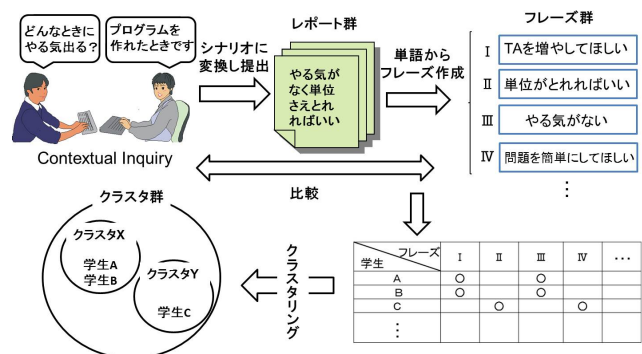 どんなときに
やる気出る？
プログラムを
作れたときです
Contextual Inquiry
シナリオに
変換し提出
レポート群
やる気が
なく単位
さえとれ
ればいい
単語から
フレーズ作成
フレーズ群
Ⅰ TAを増やしてほしい
Ⅱ 単位がとれればいい
Ⅲ やる気がない
Ⅳ 問題を簡単にしてほしい
⋮
比較
フレーズ
学生
Ⅰ Ⅱ Ⅲ Ⅳ ・・・
A ○ ○
B ○ ○
C ○ ○
⋮
クラスタリング
クラスタ群
クラスタX
学生A
学生B
クラスタY
学生C